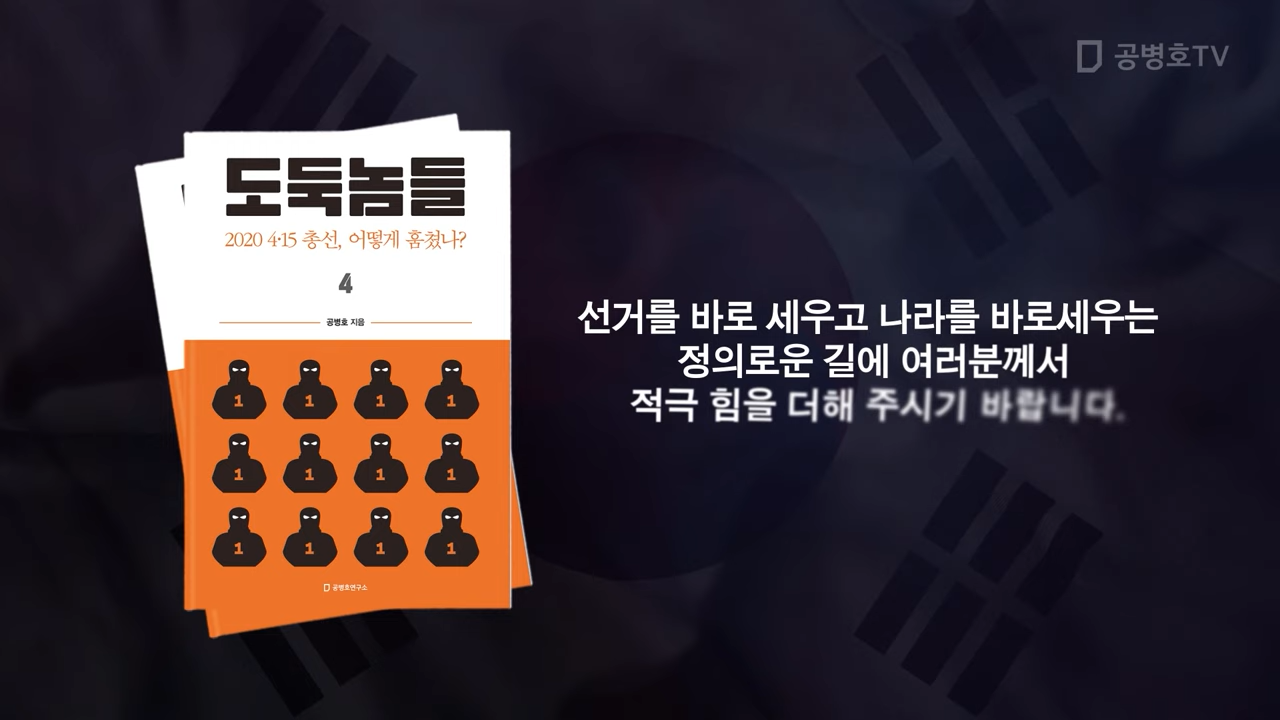 공병호TV
도둑놈들
2020 4·15 총선, 어떻게 훔쳤나?
4
공병호 지음
1 1 1 1
1 1 1 1
1 1 1 1
공병호연구소
선거를 바로 세우고 나라를 바로세우는
정의로운 길에 여러분께서
적극 힘을 더해 주시기 바랍니다.